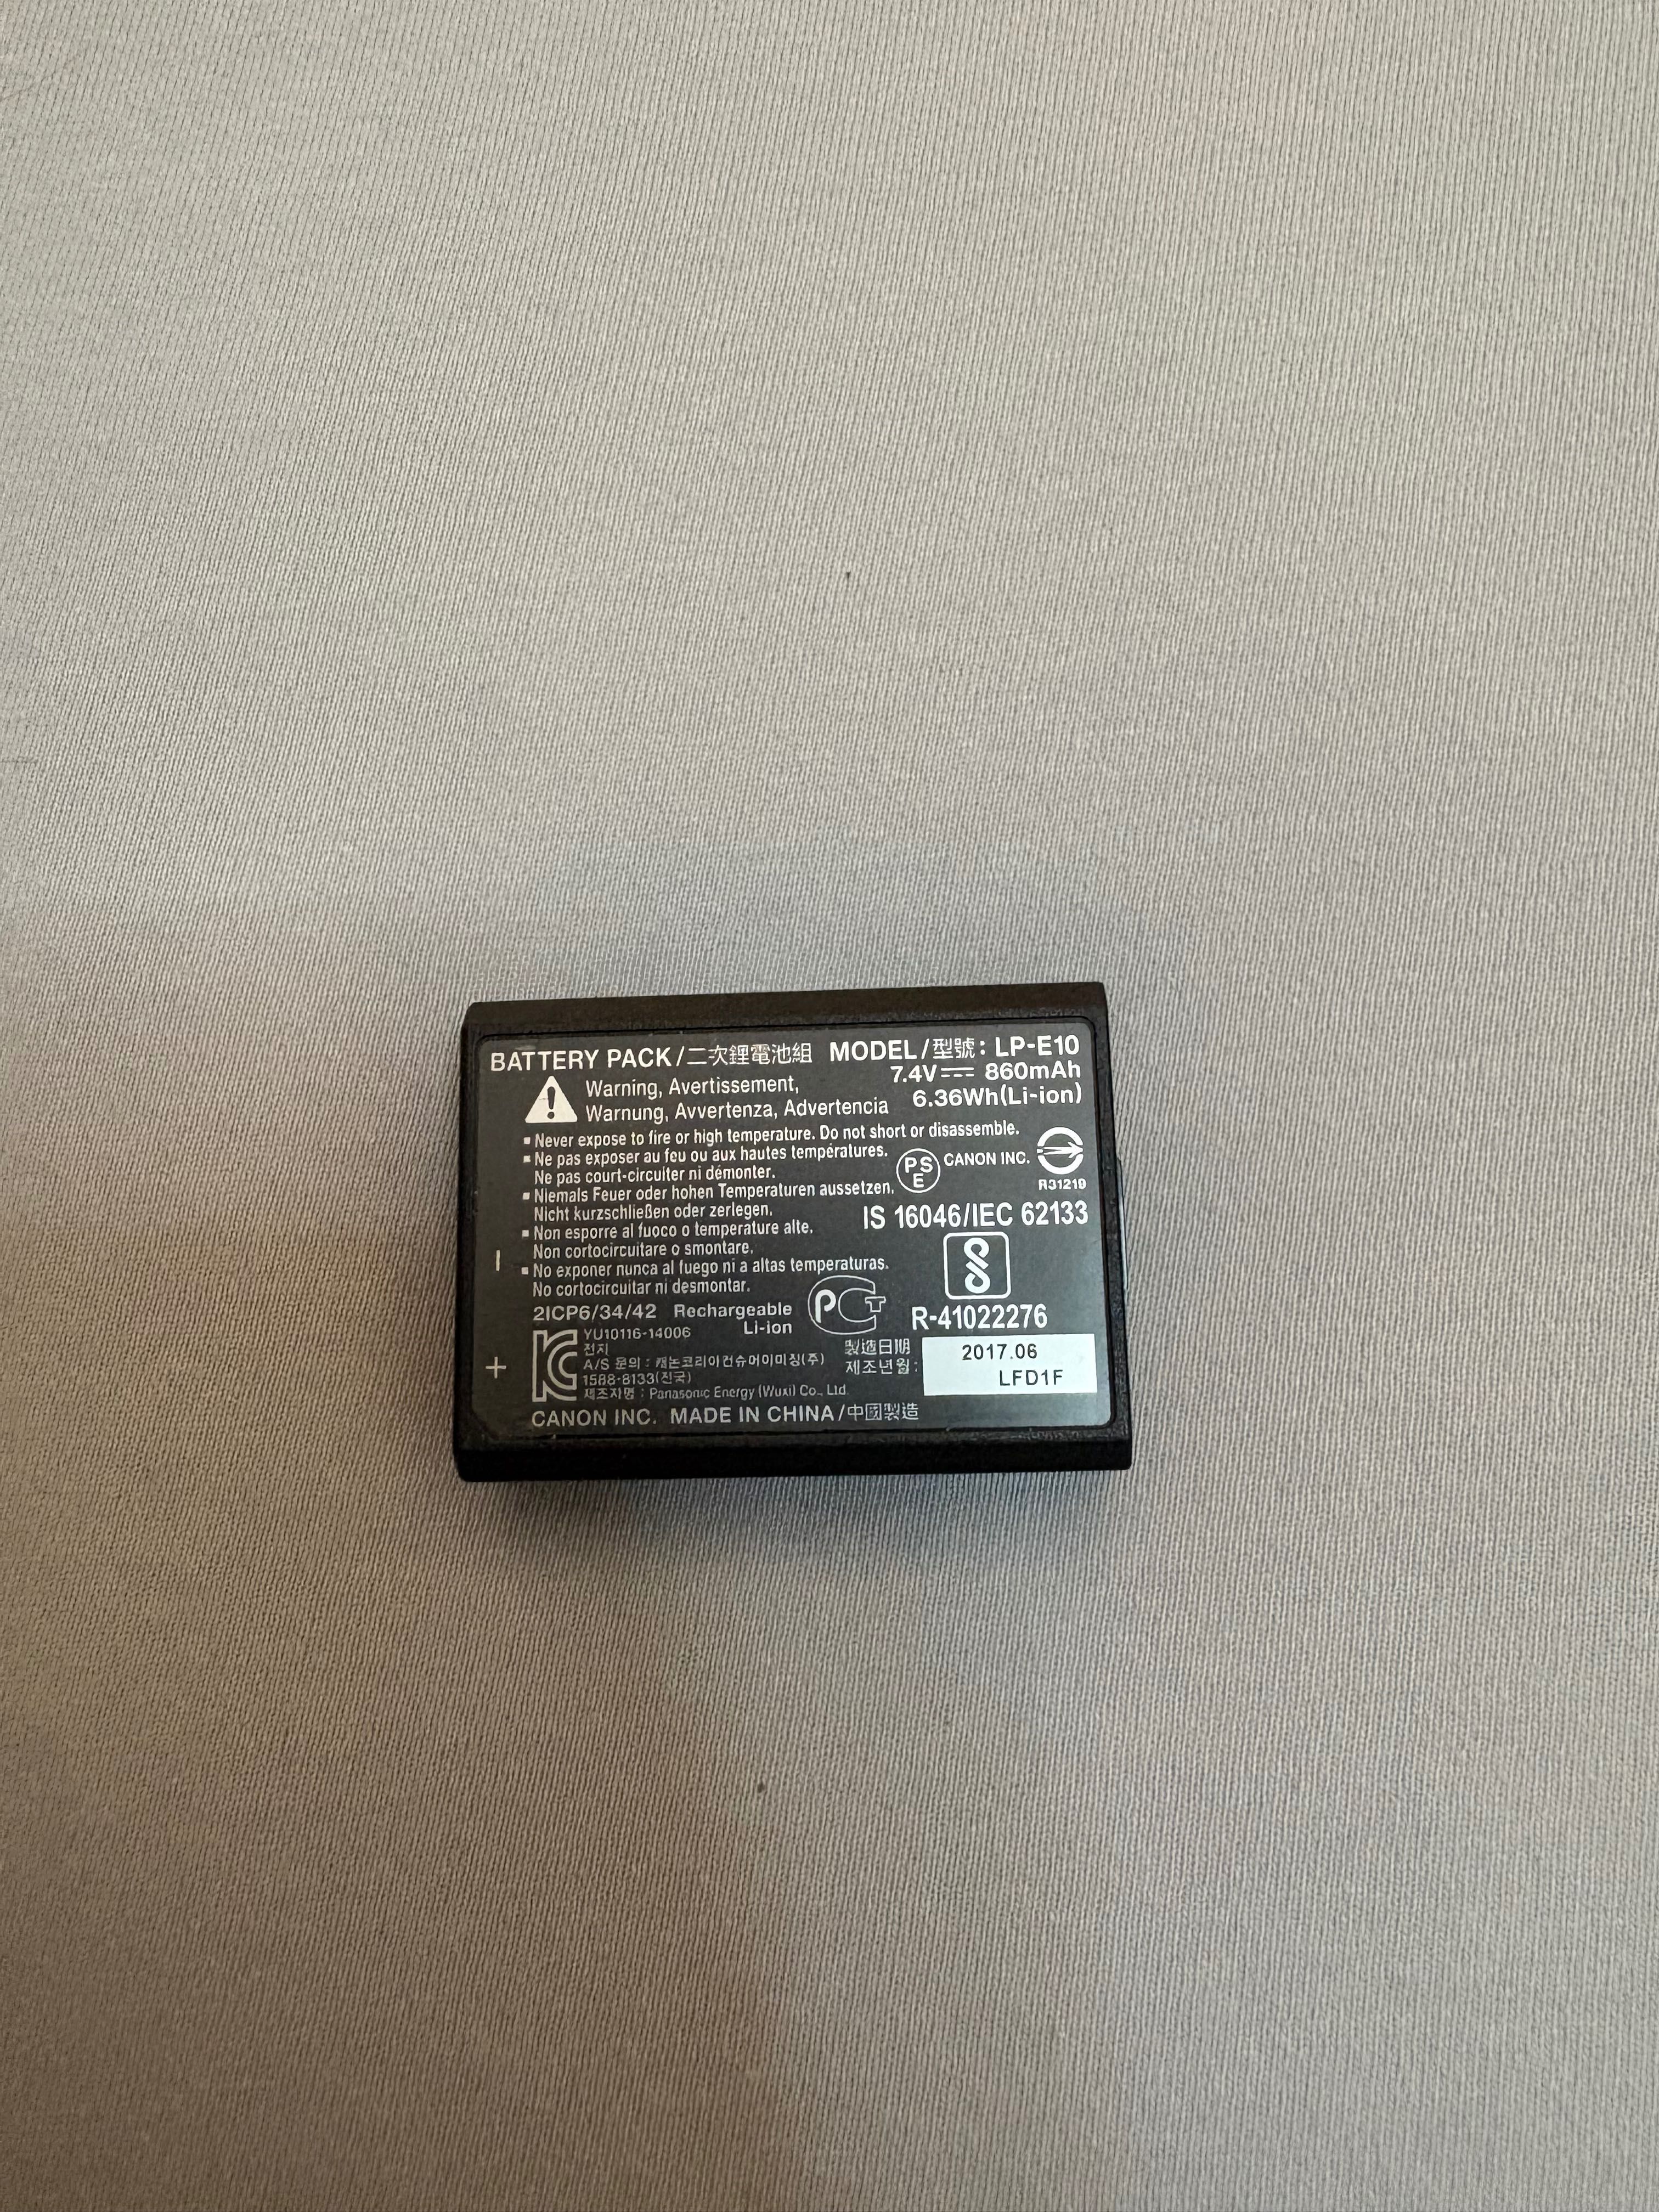 BATTERY PACK/二次鋰電池組 MODEL/型號: LP-E10
7.4V⎓ 860mAh
6.36Wh(Li-ion)
Warning, Avertissement,
Warnung, Avvertenza, Advertencia
▪ Never expose to fire or high temperature. Do not short or disassemble.
▪ Ne pas exposer au feu ou aux hautes températures.
Ne pas court-circuiter ni démonter.
▪ Niemals Feuer oder hohen Temperaturen aussetzen.
Nicht kurzschließen oder zerlegen.
▪ Non esporre al fuoco o temperature alte.
Non cortocircuitare o smontare.
▪ No exponer nunca al fuego ni a altas temperaturas.
No cortocircuitar ni desmontar.
PS
E
CANON INC.
R31219
IS 16046/IEC 62133
R-41022276
2ICP6/34/42 Rechargeable
Li-ion
PCT
YU10116-14006
전지
A/S 문의 : 캐논코리아컨슈머이미징(주)
1588-8133(전국)
제조자명 : Panasonic Energy (Wuxi) Co., Ltd.
製造日期
제조년월:
2017.06
LFD1F
CANON INC. MADE IN CHINA/中國製造
−
+